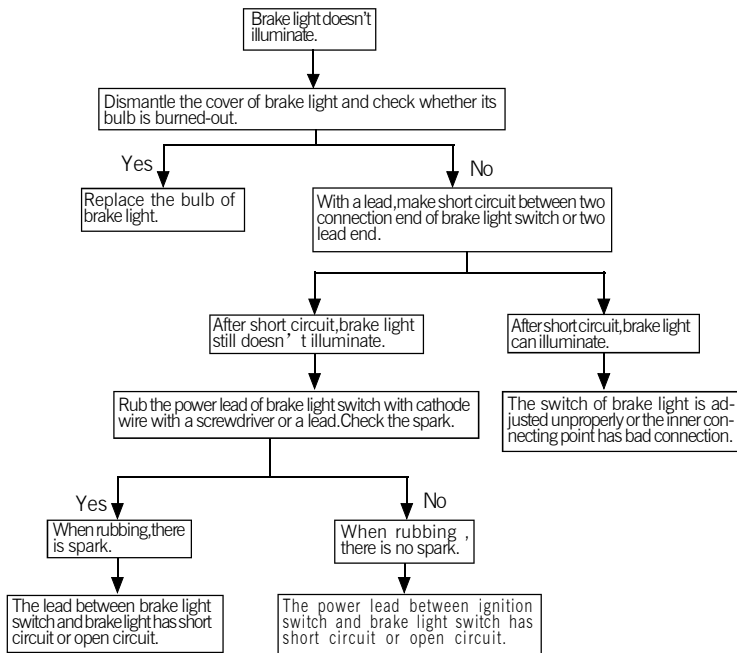 Brake light doesn't
illuminate.
Dismantle the cover of brake light and check whether its
bulb is burned-out.
Yes
No
Replace the bulb of
brake light.
With a lead,make short circuit between two
connection end of brake light switch or two
lead end.
After short circuit,brake light
still doesn’t illuminate.
After short circuit,brake light
can illuminate.
Rub the power lead of brake light switch with cathode
wire with a screwdriver or a lead.Check the spark.
The switch of brake light is ad-
justed unproperly or the inner con-
necting point has bad connection.
Yes
No
When rubbing,there
is spark.
When rubbing ,
there is no spark.
The lead between brake light
switch and brake light has short
circuit or open circuit.
The power lead between ignition
switch and brake light switch has
short circuit or open circuit.